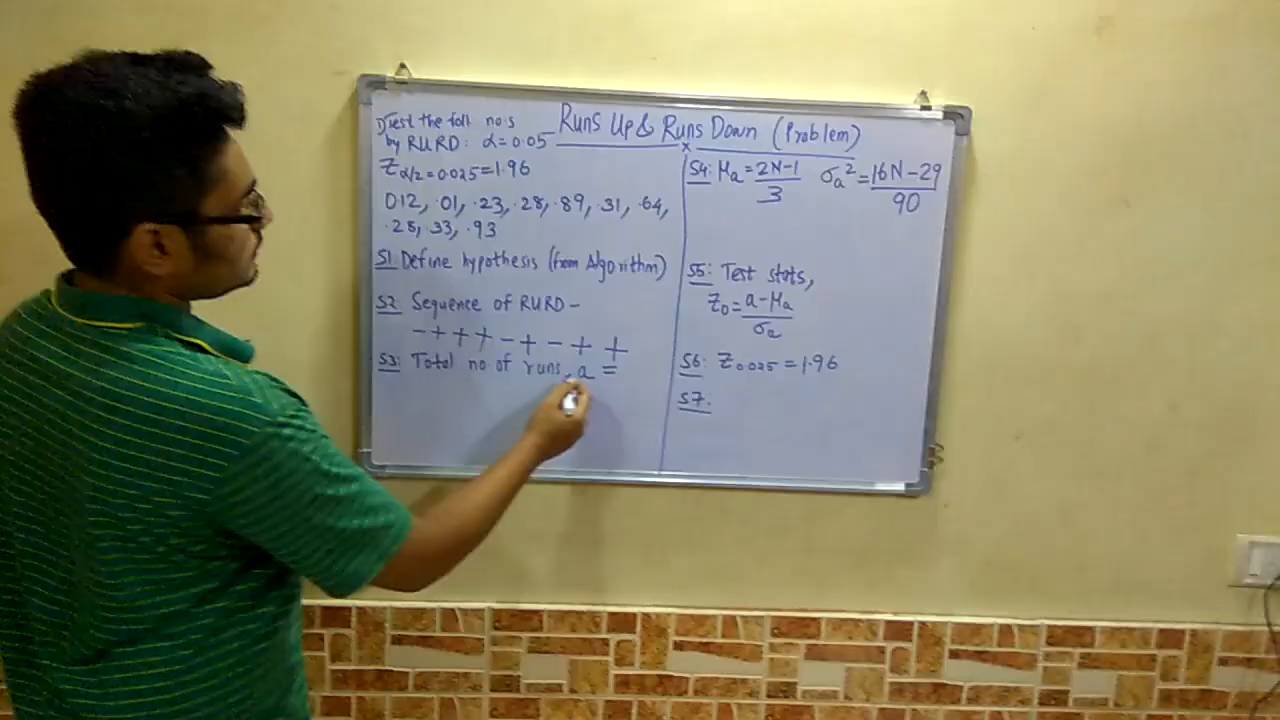 Runs Up & Runs Down (Problem)
1) Test the foll no.s
by RURD: α=0.05
Z α/2 = 0.025 = 1.96
0.12, .01, .23, .28, .89, .31, .64,
.28, .33, .93
S1. Define hypothesis (from Algorithm)
S2 Sequence of RURD -
- + + + - + - + +
S3: Total no of runs, a =
S4: μa = 2N-1/3 σa² = 16N-29/90
S5: Test stats,
Z0 = a-μa/σa
S6: Z0.025 = 1.96
S7.